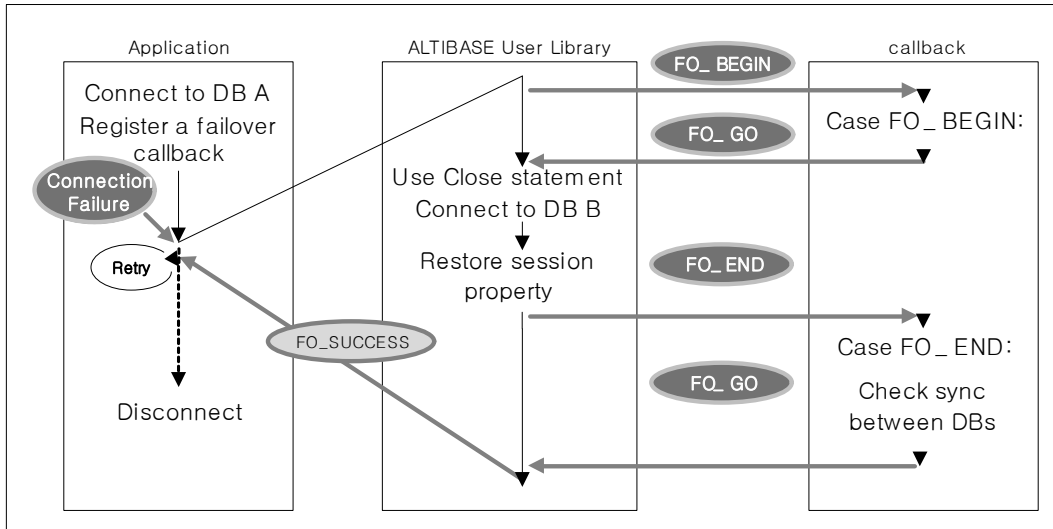 Application
Connect to DB A
Register a failover
callback
Connection
Failure
Retry
Disconnect
ALTIBASE User Library
Use Close statement
Connect to DB B
Restore session
property
FO_SUCCESS
FO_ BEGIN
FO_ GO
FO_ END
FO_ GO
callback
Case FO_ BEGIN:
Case FO_ END:
Check sync
between DBs